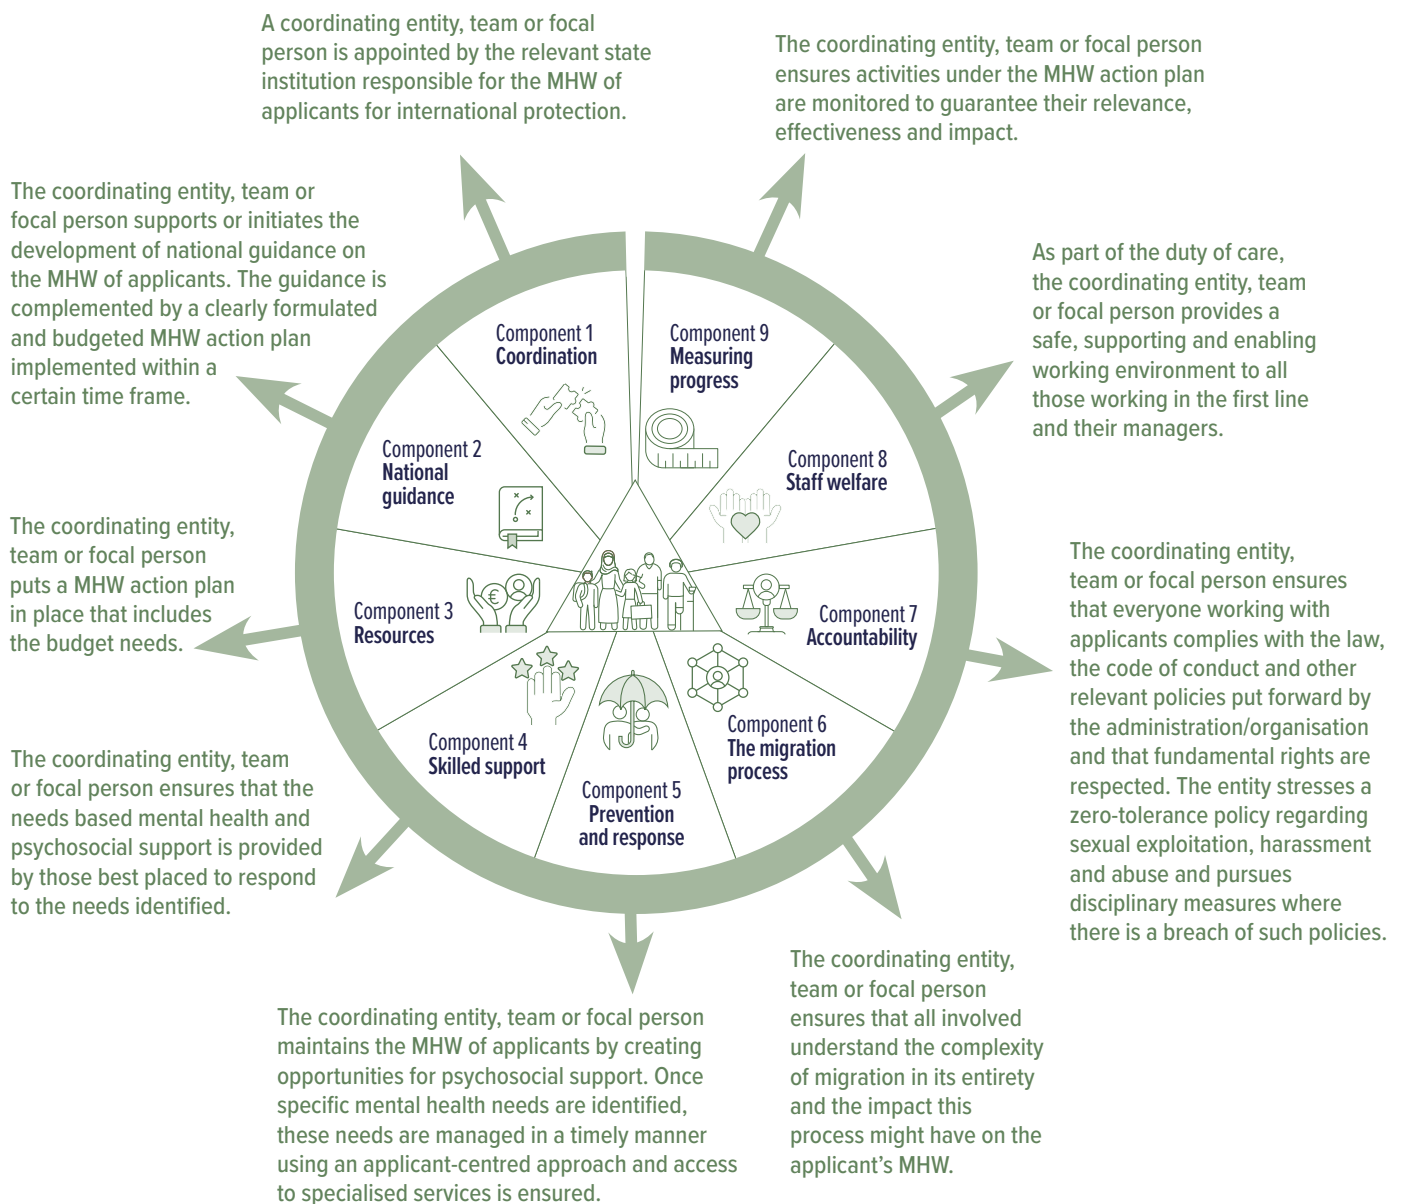 A coordinating entity, team or focal
person is appointed by the relevant state
institution responsible for the MHW of
applicants for international protection.
The coordinating entity, team or focal person
ensures activities under the MHW action plan
are monitored to guarantee their relevance,
effectiveness and impact.
The coordinating entity, team or
focal person supports or initiates the
development of national guidance on
the MHW of applicants. The guidance is
complemented by a clearly formulated
and budgeted MHW action plan
implemented within a
certain time frame.
As part of the duty of care,
the coordinating entity, team
or focal person provides a
safe, supporting and enabling
working environment to all
those working in the first line
and their managers.
Component 1
Coordination
Component 9
Measuring
progress
Component 2
National
guidance
Component 8
Staff welfare
The coordinating entity,
team or focal person
puts a MHW action plan
in place that includes
the budget needs.
Component 3
Resources
€
Component 7
Accountability
The coordinating entity,
team or focal person ensures
that everyone working with
applicants complies with the law,
the code of conduct and other
relevant policies put forward by
the administration/organisation
and that fundamental rights are
respected. The entity stresses a
zero-tolerance policy regarding
sexual exploitation, harassment
and abuse and pursues
disciplinary measures where
there is a breach of such policies.
Component 4
Skilled support
Component 5
Prevention
and response
Component 6
The migration
process
The coordinating entity, team
or focal person ensures that the
needs based mental health and
psychosocial support is provided
by those best placed to respond
to the needs identified.
The coordinating entity, team or focal person
maintains the MHW of applicants by creating
opportunities for psychosocial support. Once
specific mental health needs are identified,
these needs are managed in a timely manner
using an applicant-centred approach and access
to specialised services is ensured.
The coordinating entity,
team or focal person
ensures that all involved
understand the complexity
of migration in its entirety
and the impact this
process might have on the
applicant’s MHW.